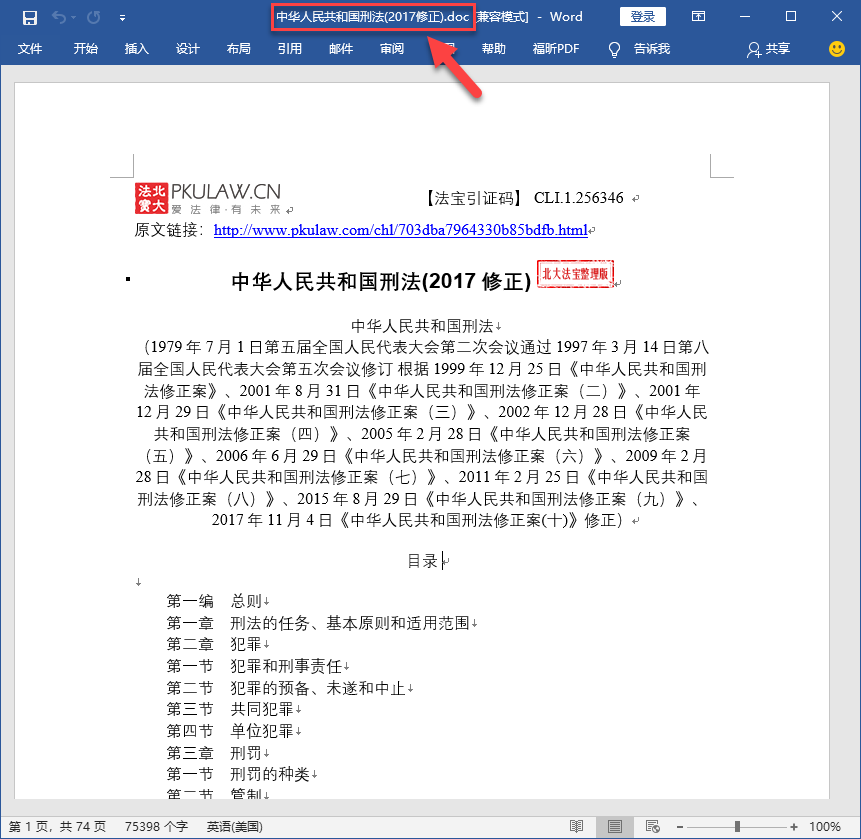 中华人民共和国刑法(2017修正).doc [兼容模式] - Word 登录
文件 开始 插入 设计 布局 引用 邮件 审阅 帮助 福昕PDF 告诉我 共享
法北寶大 PKULAW.CN
爱 法 律·有 未 来
【法宝引证码】 CLI.1.256346
原文链接: http://www.pkulaw.com/chl/703dba7964330b85bdfb.html
中华人民共和国刑法(2017 修正) 北大法宝整理版
中华人民共和国刑法
（1979 年 7 月 1 日第五届全国人民代表大会第二次会议通过 1997 年 3 月 14 日第八
届全国人民代表大会第五次会议修订 根据 1999 年 12 月 25 日《中华人民共和国刑
法修正案》、2001 年 8 月 31 日《中华人民共和国刑法修正案（二）》、2001 年
12 月 29 日《中华人民共和国刑法修正案（三）》、2002 年 12 月 28 日《中华人民
共和国刑法修正案（四）》、2005 年 2 月 28 日《中华人民共和国刑法修正案
（五）》、2006 年 6 月 29 日《中华人民共和国刑法修正案（六）》、2009 年 2 月
28 日《中华人民共和国刑法修正案（七）》、2011 年 2 月 25 日《中华人民共和国
刑法修正案（八）》、2015 年 8 月 29 日《中华人民共和国刑法修正案（九）》、
2017 年 11 月 4 日《中华人民共和国刑法修正案(十)》修正）
目录
第一编 总则
第一章 刑法的任务、基本原则和适用范围
第二章 犯罪
第一节 犯罪和刑事责任
第二节 犯罪的预备、未遂和中止
第三节 共同犯罪
第四节 单位犯罪
第三章 刑罚
第一节 刑罚的种类
第二节 管制
第 1 页，共 74 页 75398 个字 英语(美国) 100%